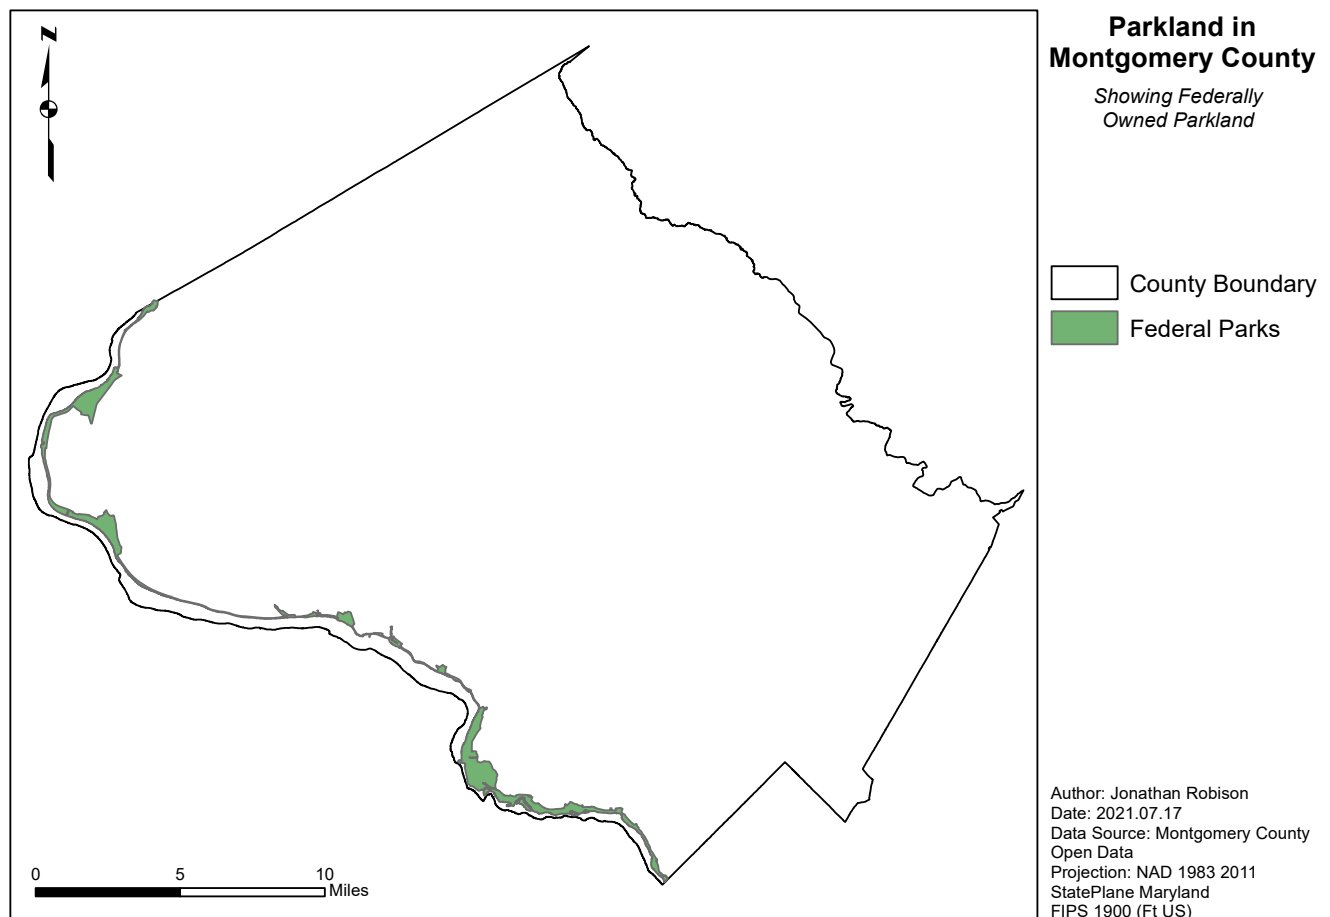 Parkland in
Montgomery County
Showing Federally
Owned Parkland
N
County Boundary
Federal Parks
Author: Jonathan Robison
Date: 2021.07.17
Data Source: Montgomery County
Open Data
Projection: NAD 1983 2011
StatePlane Maryland
FIPS 1900 (Ft US)
0 5 10
Miles